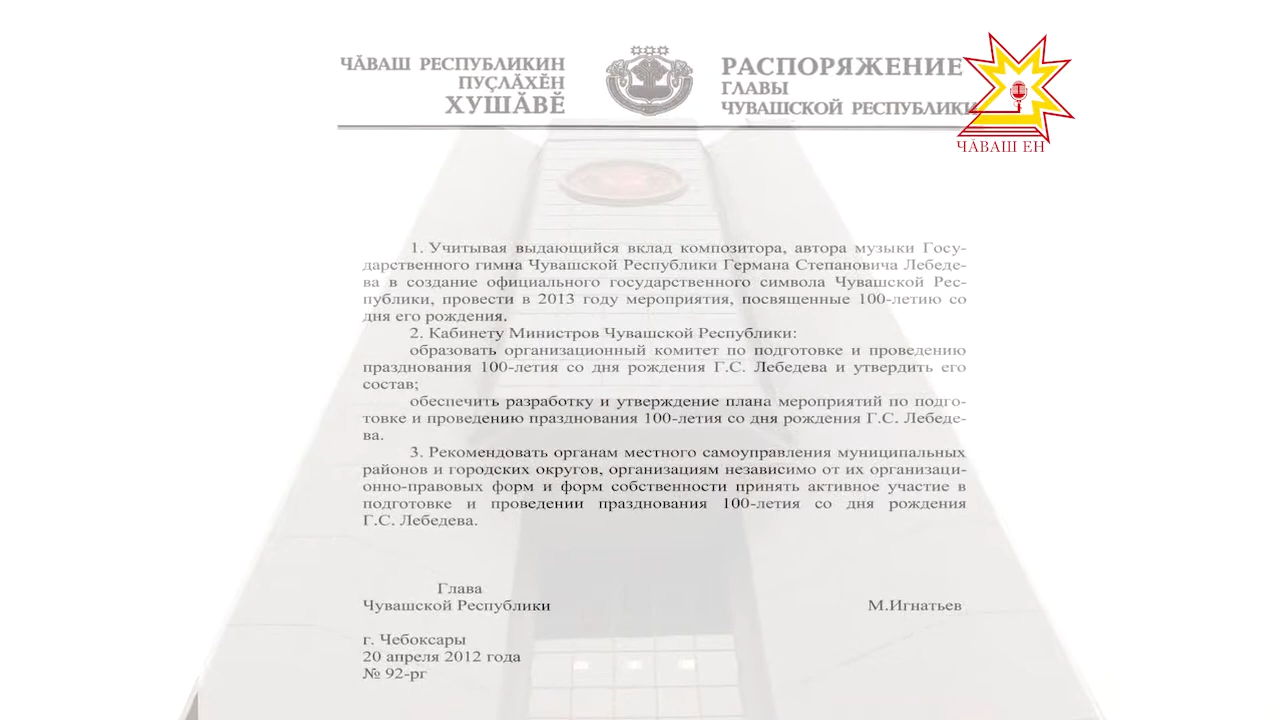 ЧӐВАШ РЕСПУБЛИКИН
ПУҪЛӐХӖН
ХУШӐВӖ
РАСПОРЯЖЕНИЕ
ГЛАВЫ
ЧУВАШСКОЙ РЕСПУБЛИКИ
ЧӐВАШ ЕН
1. Учитывая выдающийся вклад композитора, автора музыки Госу-
дарственного гимна Чувашской Республики Германа Степановича Лебеде-
ва в создание официального государственного символа Чувашской Рес-
публики, провести в 2013 году мероприятия, посвященные 100-летию со
дня его рождения.
2. Кабинету Министров Чувашской Республики:
образовать организационный комитет по подготовке и проведению
празднования 100-летия со дня рождения Г.С. Лебедева и утвердить его
состав;
обеспечить разработку и утверждение плана мероприятий по подго-
товке и проведению празднования 100-летия со дня рождения Г.С. Лебеде-
ва.
3. Рекомендовать органам местного самоуправления муниципальных
районов и городских округов, организациям независимо от их организаци-
онно-правовых форм и форм собственности принять активное участие в
подготовке и проведении празднования 100-летия со дня рождения
Г.С. Лебедева.
Глава
Чувашской Республики М.Игнатьев
г. Чебоксары
20 апреля 2012 года
№ 92-рг